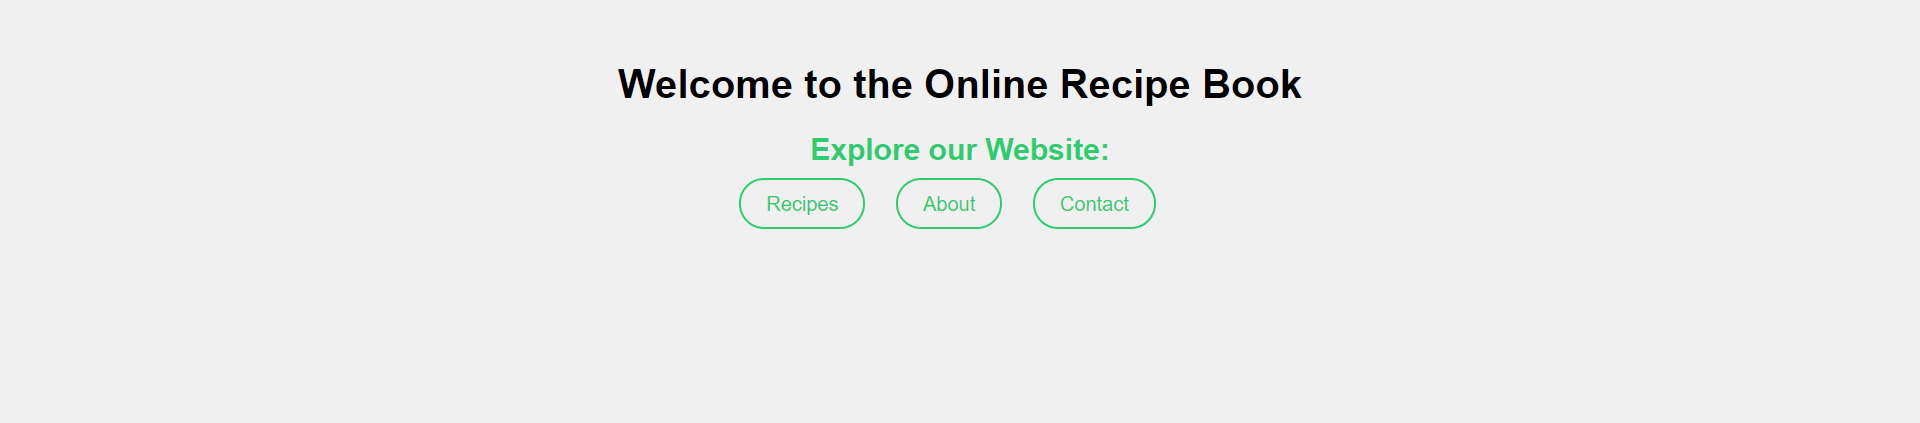 Welcome to the Online Recipe Book
Explore our Website:
Recipes About Contact